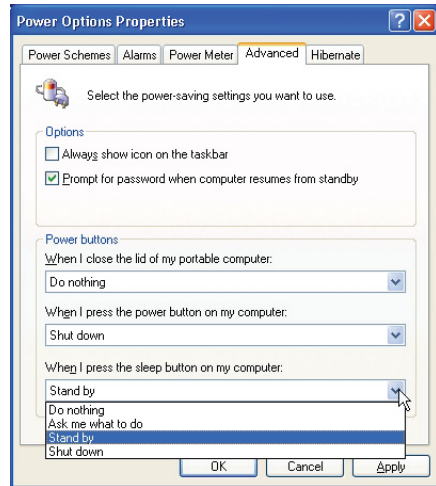 Power Options Properties
Power Schemes Alarms Power Meter Advanced Hibernate
Select the power-saving settings you want to use.
Options
Always show icon on the taskbar
Prompt for password when computer resumes from standby
Power buttons
When I close the lid of my portable computer:
Do nothing
When I press the power button on my computer:
Shut down
When I press the sleep button on my computer:
Stand by
Do nothing
Ask me what to do
Stand by
Shut down
OK Cancel Apply